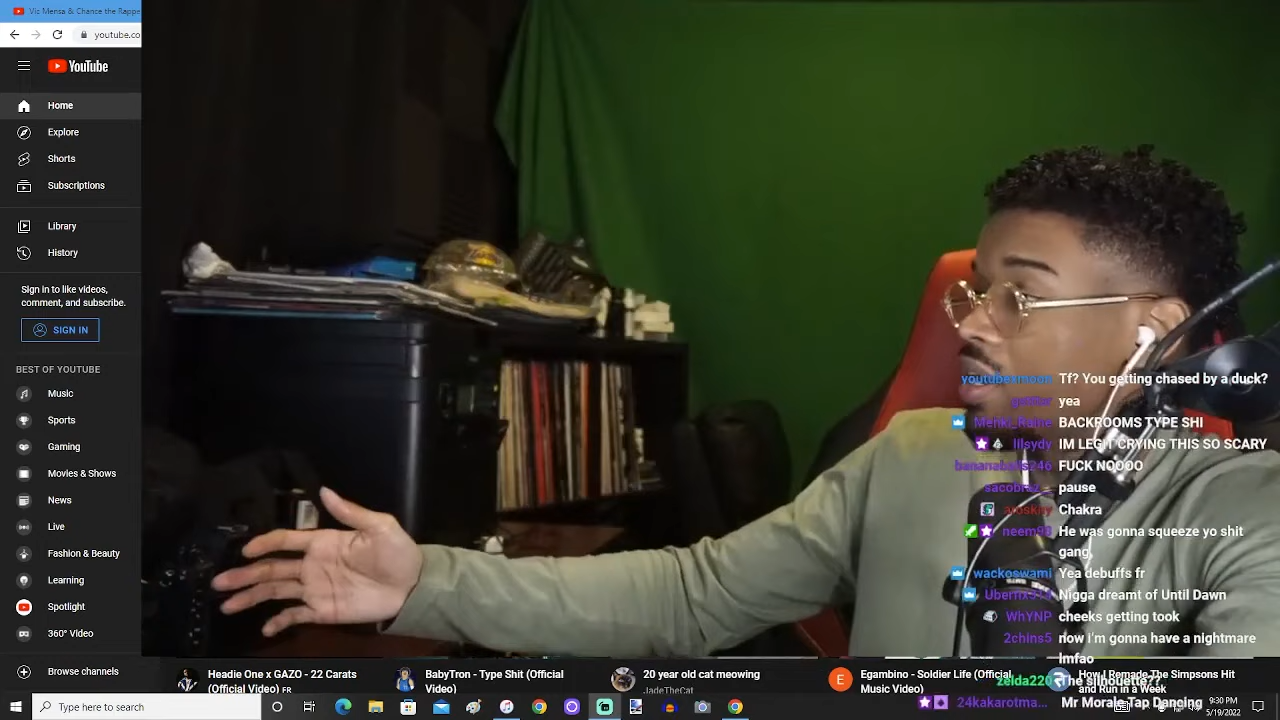 Vic Mensa & Chance the Rappe
youtube.co
YouTube
Home
Explore
Shorts
Subscriptions
Library
History
Sign in to like videos,
comment, and subscribe.
SIGN IN
BEST OF YOUTUBE
Music
Sports
Gaming
Movies & Shows
News
Live
Fashion & Beauty
Learning
Spotlight
360° Video
Browse channels
Tf? You getting chased by a duck?
yea
BACKROOMS TYPE SHI
lilsydy IM LEGIT CRYING THIS SO SCARY
FUCK NOOOO
pause
Chakra
He was gonna squeeze yo shit
gang,
wackoswami Yea debuffs fr
Nigga dreamt of Until Dawn
WhYNP cheeks getting took
2chins5 now i'm gonna have a nightmare
lmfao
zelda220 The silhouette??
24kakarotma... Mr Morale Tap Dancing
Headie One x GAZO - 22 Carats
(Official Video) FR
BabyTron - Type Shit (Official
Video)
20 year old cat meowing
JadeTheCat
E
Egambino - Soldier Life (Official
Music Video)
How I Remade The Simpsons Hit
and Run in a Week
Type here to search
9:30 PM
5/19/2022